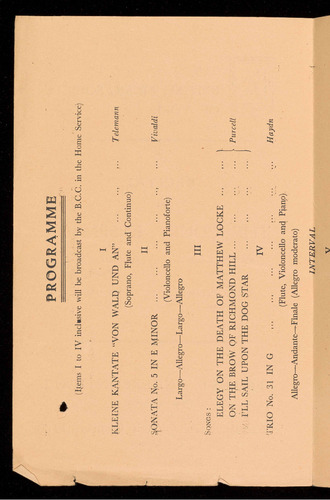 PROGRAMME
(Items I to IV inclusive will be broadcast by the B.C.C. in the Home Service)
I
KLEINE KANTATE "VON WALD UND AN" ... ... ... Telemann
(Soprano, Flute and Continuo)
II
SONATA No. 5 IN E MINOR ... ... ... ... ... ... Vivaldi
(Violoncello and Pianoforte)
Largo—Allegro—Largo—Allegro
III
SONGS:
ELEGY ON THE DEATH OF MATTHEW LOCKE ... ...
ON THE BROW OF RICHMOND HILL ... ... ... ... Purcell
I'LL SAIL UPON THE DOG STAR ... ... ... ...
IV
TRIO No. 31 IN G ... ... ... ... ... ... ... ... Haydn
(Flute, Violoncello and Piano)
Allegro—Andante—Finale (Allegro moderato)
INTERVAL
V